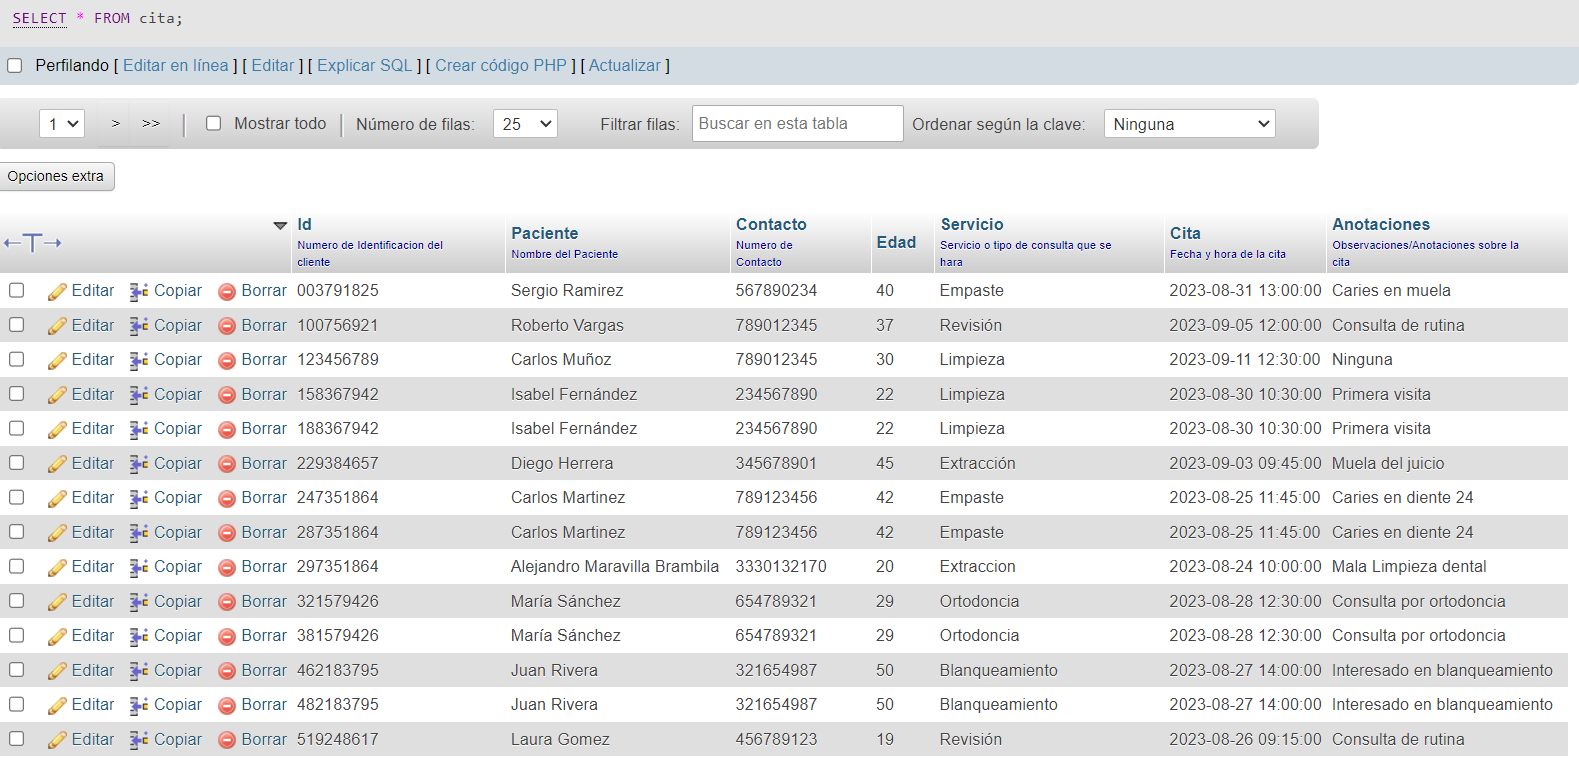 SELECT * FROM cita;
Perfilando [ Editar en línea ] [ Editar ] [ Explicar SQL ] [ Crear código PHP ] [ Actualizar ]
1 > >> Mostrar todo Número de filas: 25 Filtrar filas: Buscar en esta tabla Ordenar según la clave: Ninguna
Opciones extra
Id Numero de Identificacion del cliente Paciente Nombre del Paciente Contacto Numero de Contacto Edad Servicio Servicio o tipo de consulta que se hara Cita Fecha y hora de la cita Anotaciones Observaciones/Anotaciones sobre la cita
Editar Copiar Borrar 003791825 Sergio Ramirez 567890234 40 Empaste 2023-08-31 13:00:00 Caries en muela
Editar Copiar Borrar 100756921 Roberto Vargas 789012345 37 Revisión 2023-09-05 12:00:00 Consulta de rutina
Editar Copiar Borrar 123456789 Carlos Muñoz 789012345 30 Limpieza 2023-09-11 12:30:00 Ninguna
Editar Copiar Borrar 158367942 Isabel Fernández 234567890 22 Limpieza 2023-08-30 10:30:00 Primera visita
Editar Copiar Borrar 188367942 Isabel Fernández 234567890 22 Limpieza 2023-08-30 10:30:00 Primera visita
Editar Copiar Borrar 229384657 Diego Herrera 345678901 45 Extracción 2023-09-03 09:45:00 Muela del juicio
Editar Copiar Borrar 247351864 Carlos Martinez 789123456 42 Empaste 2023-08-25 11:45:00 Caries en diente 24
Editar Copiar Borrar 287351864 Carlos Martinez 789123456 42 Empaste 2023-08-25 11:45:00 Caries en diente 24
Editar Copiar Borrar 297351864 Alejandro Maravilla Brambila 3330132170 20 Extraccion 2023-08-24 10:00:00 Mala Limpieza dental
Editar Copiar Borrar 321579426 María Sánchez 654789321 29 Ortodoncia 2023-08-28 12:30:00 Consulta por ortodoncia
Editar Copiar Borrar 381579426 María Sánchez 654789321 29 Ortodoncia 2023-08-28 12:30:00 Consulta por ortodoncia
Editar Copiar Borrar 462183795 Juan Rivera 321654987 50 Blanqueamiento 2023-08-27 14:00:00 Interesado en blanqueamiento
Editar Copiar Borrar 482183795 Juan Rivera 321654987 50 Blanqueamiento 2023-08-27 14:00:00 Interesado en blanqueamiento
Editar Copiar Borrar 519248617 Laura Gomez 456789123 19 Revisión 2023-08-26 09:15:00 Consulta de rutina